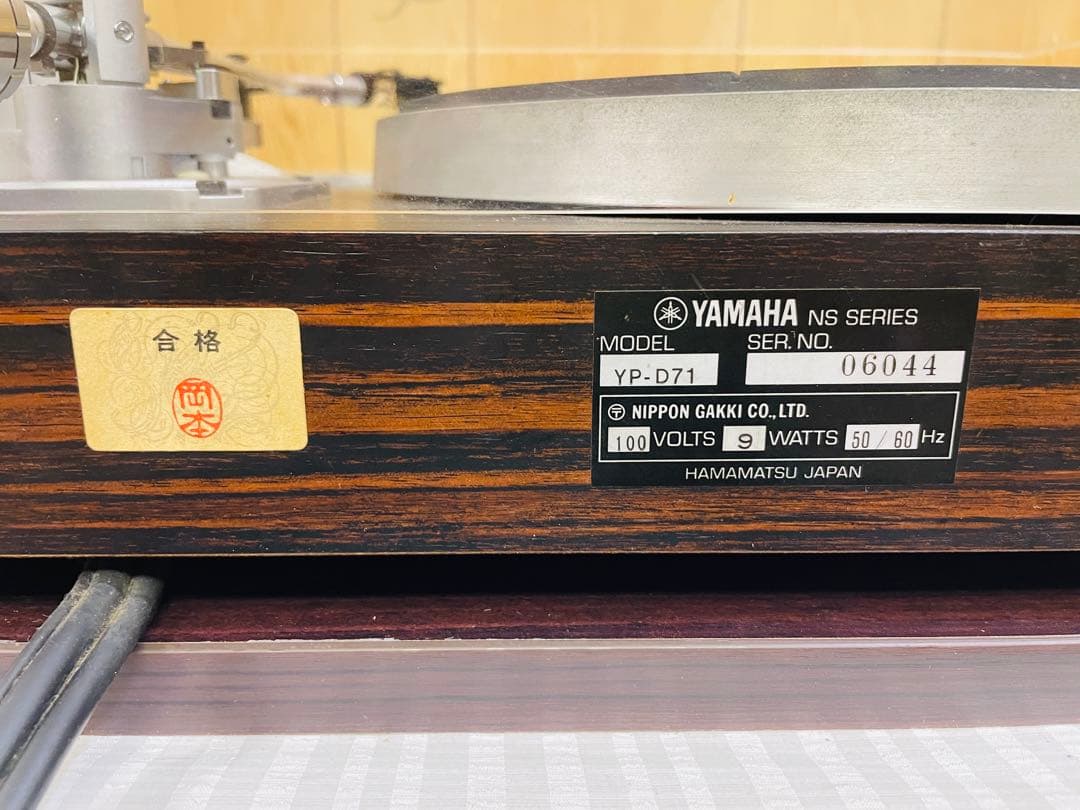 合格
岡本
YAMAHA NS SERIES
MODEL SER. NO.
YP-D71 06044
〒 NIPPON GAKKI CO., LTD.
100 VOLTS 9 WATTS 50/60 Hz
HAMAMATSU JAPAN